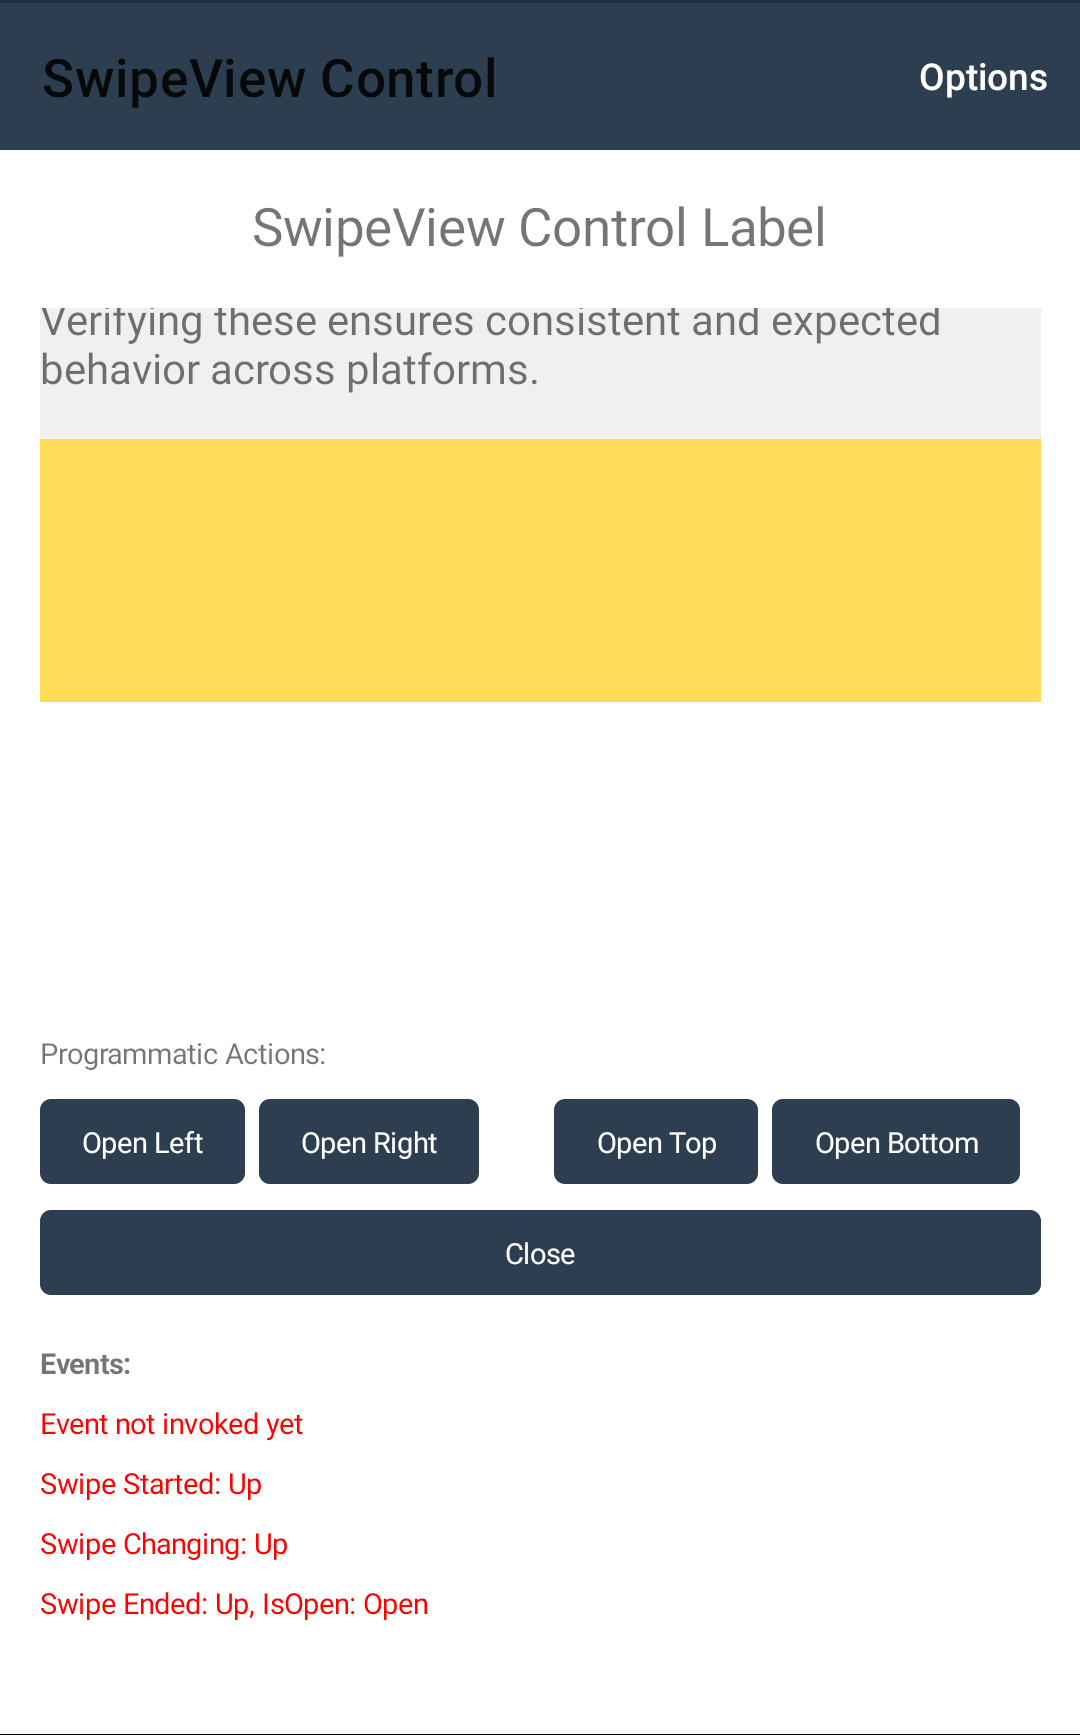 SwipeView Control
Options
SwipeView Control Label
Verifying these ensures consistent and expected
behavior across platforms.
Programmatic Actions:
Open Left
Open Right
Open Top
Open Bottom
Close
Events:
Event not invoked yet
Swipe Started: Up
Swipe Changing: Up
Swipe Ended: Up, IsOpen: Open